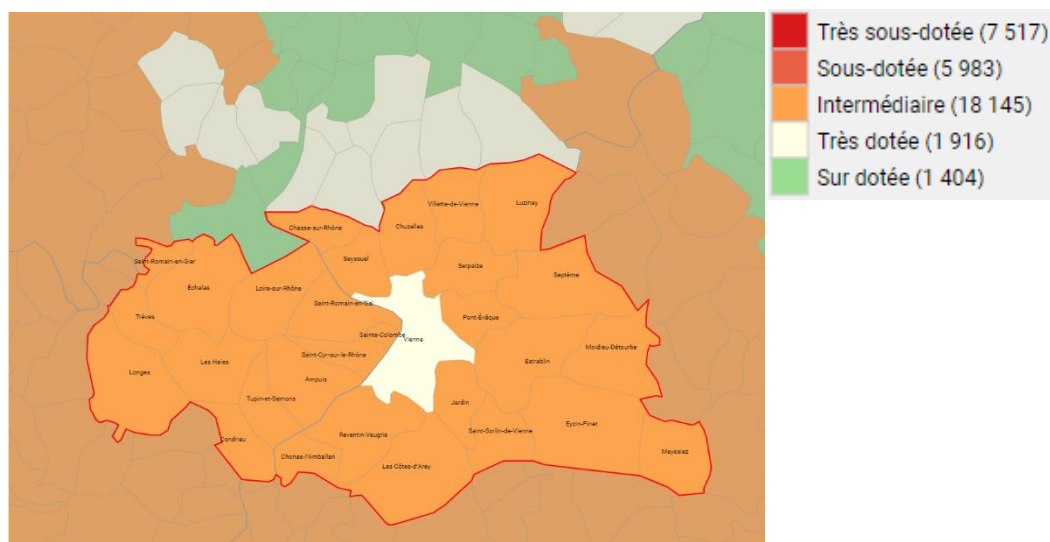 Très sous-dotée (7 517)
Sous-dotée (5 983)
Intermédiaire (18 145)
Très dotée (1 916)
Sur dotée (1 404)
Villette-de-Vienne
Luzinay
Chasse-sur-Rhône
Chuzelles
Seyssuel
Serpaize
Saint-Romain-en-Gier
Septème
Échalas
Loire-sur-Rhône
Saint-Romain-en-Gal
Trèves
Pont-Évêque
Sainte-Colombe
Vienne
Moidieu-Détourbe
Saint-Cyr-sur-le-Rhône
Les Haies
Estrablin
Longes
Ampuis
Tupin-et-Semons
Jardin
Eyzin-Pinet
Saint-Sorlin-de-Vienne
Reventin-Vaugris
Condrieu
Meyssiez
Chonas-l'Amballan
Les Côtes-d'Arey